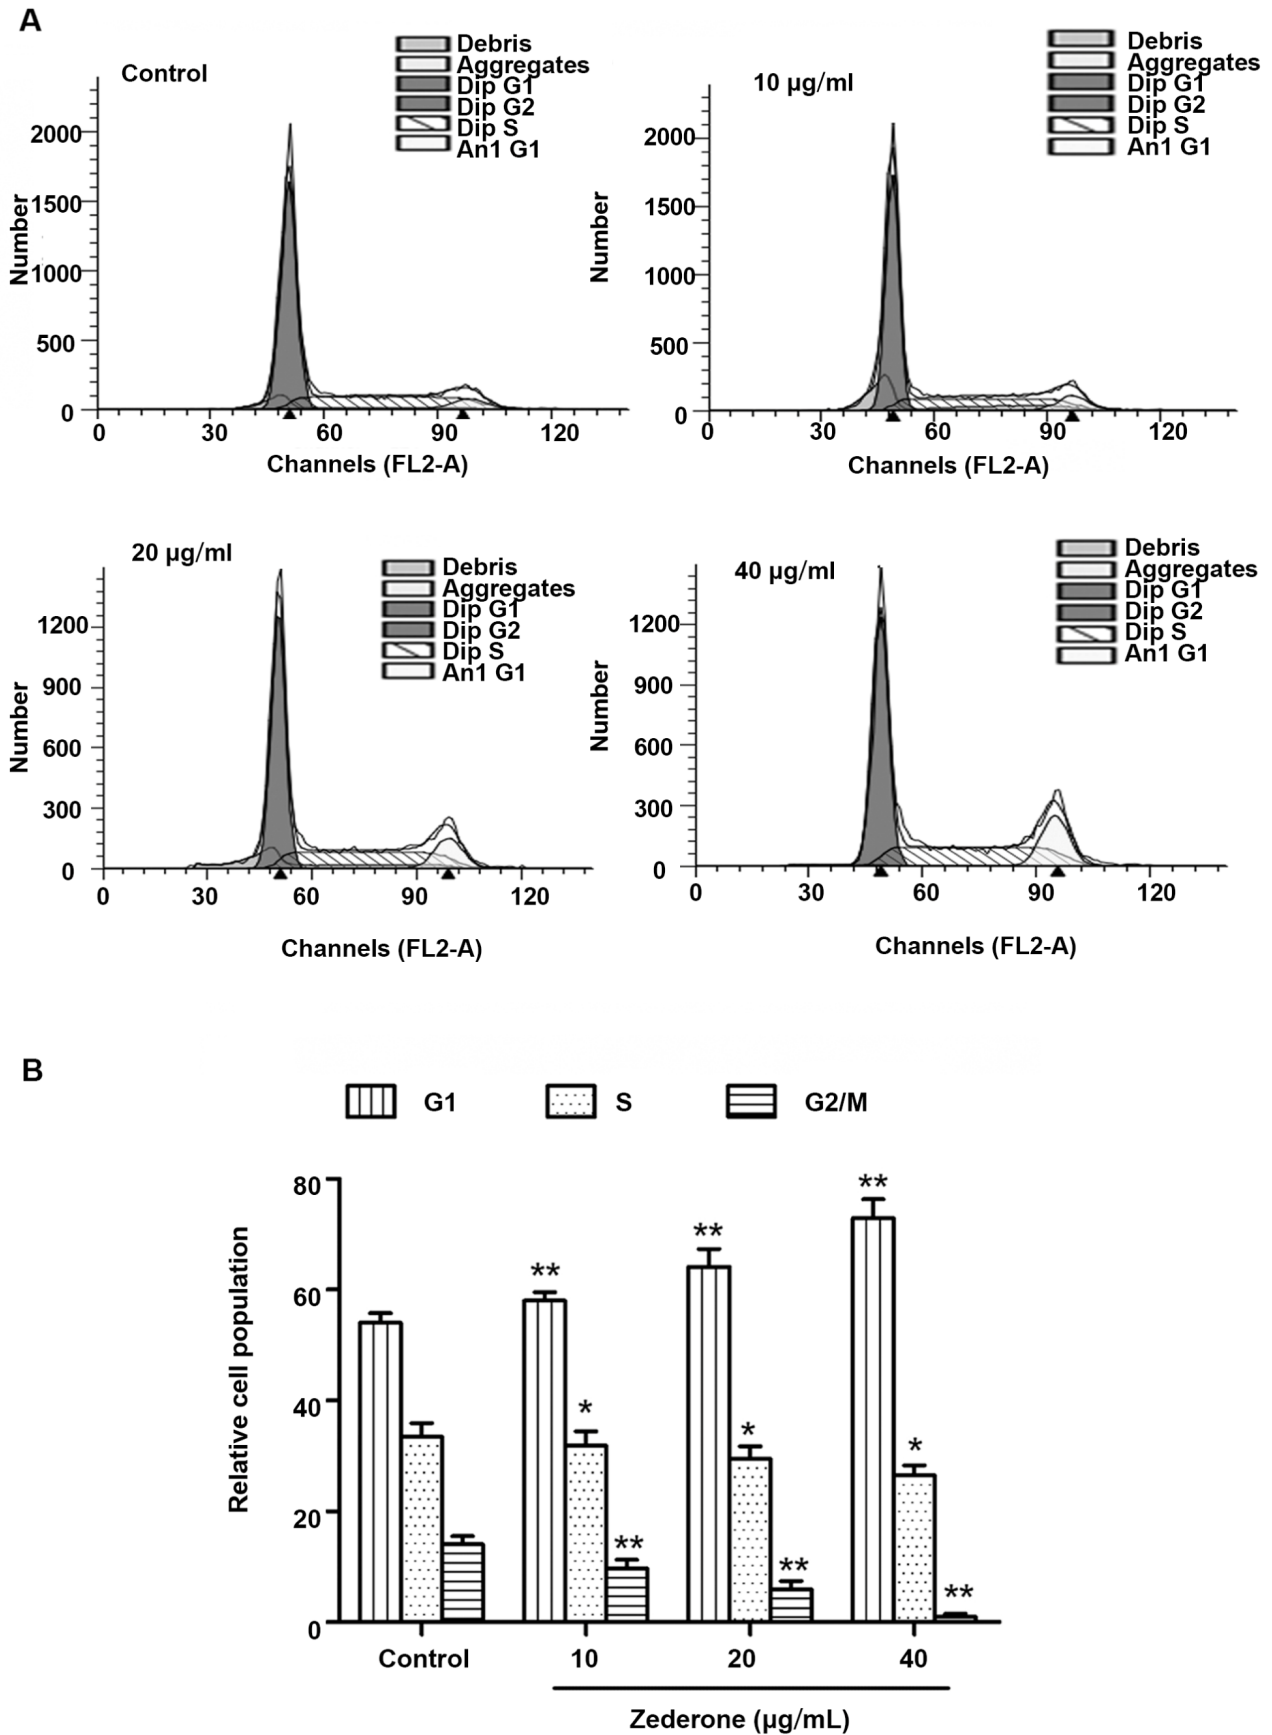 A
Control
Debris
Aggregates
Dip G1
Dip G2
Dip S
An1 G1
Number
2000
1500
1000
500
0
0 30 60 90 120
Channels (FL2-A)
10 µg/ml
Debris
Aggregates
Dip G1
Dip G2
Dip S
An1 G1
Number
2000
1500
1000
500
0
0 30 60 90 120
Channels (FL2-A)
20 µg/ml
Debris
Aggregates
Dip G1
Dip G2
Dip S
An1 G1
Number
1200
900
600
300
0
0 30 60 90 120
Channels (FL2-A)
40 µg/ml
Debris
Aggregates
Dip G1
Dip G2
Dip S
An1 G1
Number
1200
900
600
300
0
0 30 60 90 120
Channels (FL2-A)
B
G1 S G2/M
Relative cell population
80
60
40
20
0
** * **
** * **
** * **
Control 10 20 40
Zederone (µg/mL)